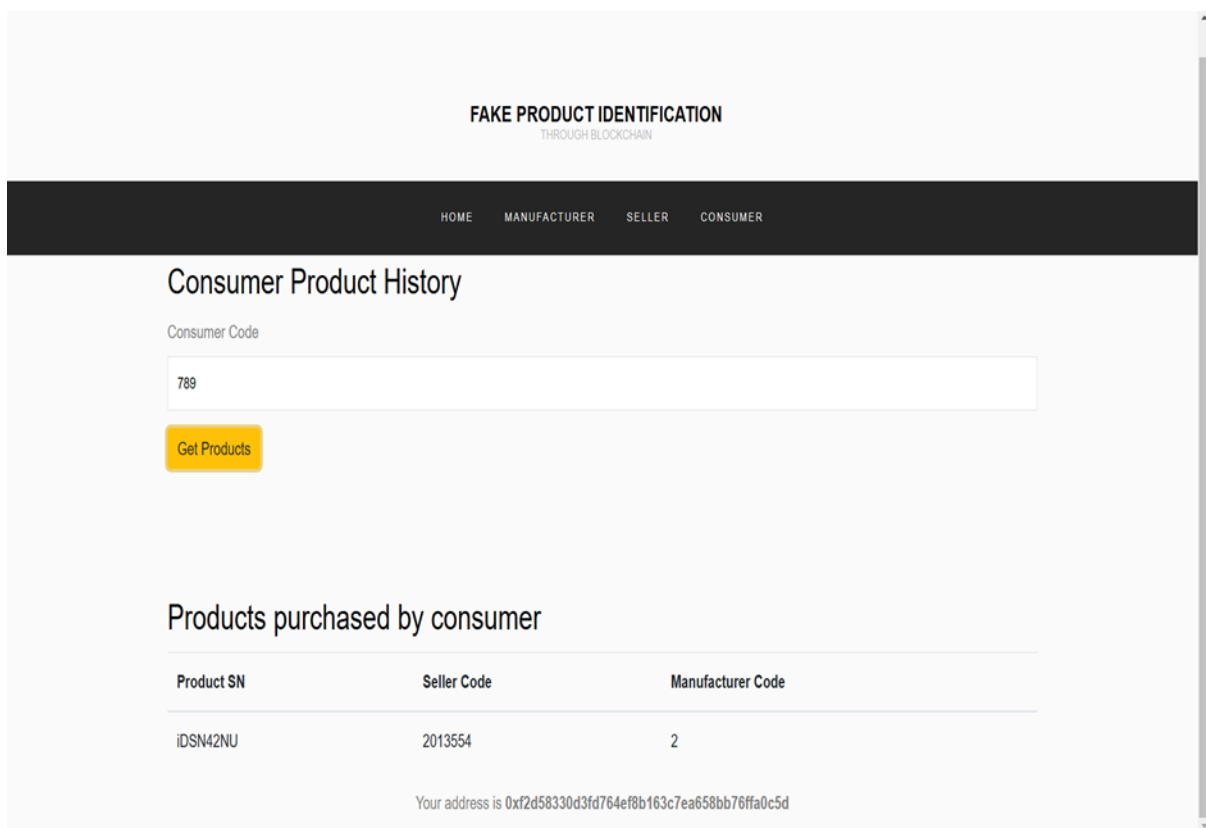 FAKE PRODUCT IDENTIFICATION
THROUGH BLOCKCHAIN
HOME MANUFACTURER SELLER CONSUMER
Consumer Product History
Consumer Code
789
Get Products
Products purchased by consumer
Product SN Seller Code Manufacturer Code
iDSN42NU 2013554 2
Your address is 0xf2d58330d3fd764ef8b163c7ea658bb76ffa0c5d